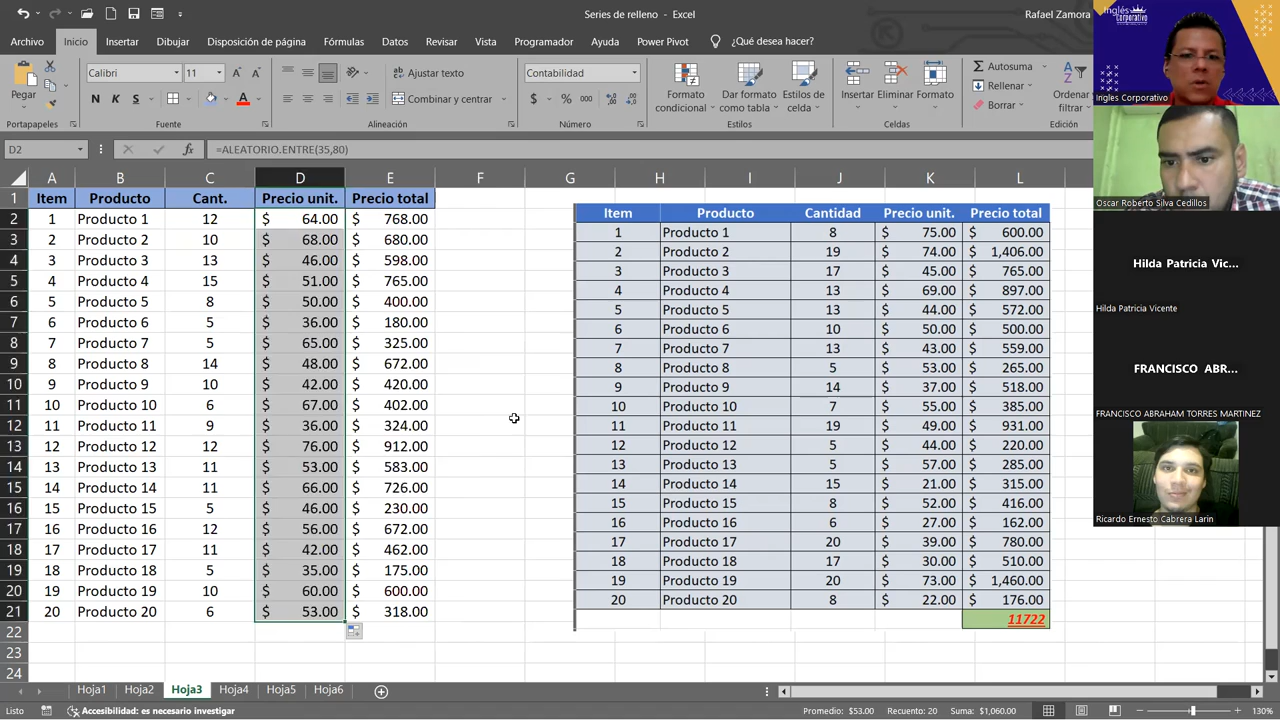 Series de relleno - Excel
Rafael Zamora
Archivo Inicio Insertar Dibujar Disposición de página Fórmulas Datos Revisar Vista Programador Ayuda Power Pivot ¿Qué desea hacer?
Pegar
Calibri 11
N K S
Ajustar texto
Combinar y centrar
Contabilidad
$ % 000
Formato condicional
Dar formato como tabla
Estilos de celda
Insertar Eliminar Formato
Autosuma
Rellenar
Borrar
Ordenar filtrar
Portapapeles Fuente Alineación Número Estilos Celdas Edición
D2 fx =ALEATORIO.ENTRE(35,80)
A B C D E F G H I J K L
1 Item Producto Cant. Precio unit. Precio total
2 1 Producto 1 12 $ 64.00 $ 768.00
3 2 Producto 2 10 $ 68.00 $ 680.00
4 3 Producto 3 13 $ 46.00 $ 598.00
5 4 Producto 4 15 $ 51.00 $ 765.00
6 5 Producto 5 8 $ 50.00 $ 400.00
7 6 Producto 6 5 $ 36.00 $ 180.00
8 7 Producto 7 5 $ 65.00 $ 325.00
9 8 Producto 8 14 $ 48.00 $ 672.00
10 9 Producto 9 10 $ 42.00 $ 420.00
11 10 Producto 10 6 $ 67.00 $ 402.00
12 11 Producto 11 9 $ 36.00 $ 324.00
13 12 Producto 12 12 $ 76.00 $ 912.00
14 13 Producto 13 11 $ 53.00 $ 583.00
15 14 Producto 14 11 $ 66.00 $ 726.00
16 15 Producto 15 5 $ 46.00 $ 230.00
17 16 Producto 16 12 $ 56.00 $ 672.00
18 17 Producto 17 11 $ 42.00 $ 462.00
19 18 Producto 18 5 $ 35.00 $ 175.00
20 19 Producto 19 10 $ 60.00 $ 600.00
21 20 Producto 20 6 $ 53.00 $ 318.00
22
23
24
Item Producto Cantidad Precio unit. Precio total
1 Producto 1 8 $ 75.00 $ 600.00
2 Producto 2 19 $ 74.00 $ 1,406.00
3 Producto 3 17 $ 45.00 $ 765.00
4 Producto 4 13 $ 69.00 $ 897.00
5 Producto 5 13 $ 44.00 $ 572.00
6 Producto 6 10 $ 50.00 $ 500.00
7 Producto 7 13 $ 43.00 $ 559.00
8 Producto 8 5 $ 53.00 $ 265.00
9 Producto 9 14 $ 37.00 $ 518.00
10 Producto 10 7 $ 55.00 $ 385.00
11 Producto 11 19 $ 49.00 $ 931.00
12 Producto 12 5 $ 44.00 $ 220.00
13 Producto 13 5 $ 57.00 $ 285.00
14 Producto 14 15 $ 21.00 $ 315.00
15 Producto 15 8 $ 52.00 $ 416.00
16 Producto 16 6 $ 27.00 $ 162.00
17 Producto 17 20 $ 39.00 $ 780.00
18 Producto 18 17 $ 30.00 $ 510.00
19 Producto 19 20 $ 73.00 $ 1,460.00
20 Producto 20 8 $ 22.00 $ 176.00
11722
Hoja1 Hoja2 Hoja3 Hoja4 Hoja5 Hoja6
Listo Accesibilidad: es necesario investigar Promedio: $53.00 Recuento: 20 Suma: $1,060.00 130%
Inglés Corporativo
Ingles Corporativo
Oscar Roberto Silva Cedillos
Hilda Patricia Vic...
Hilda Patricia Vicente
FRANCISCO ABR...
FRANCISCO ABRAHAM TORRES MARTINEZ
Ricardo Ernesto Cabrera Larin